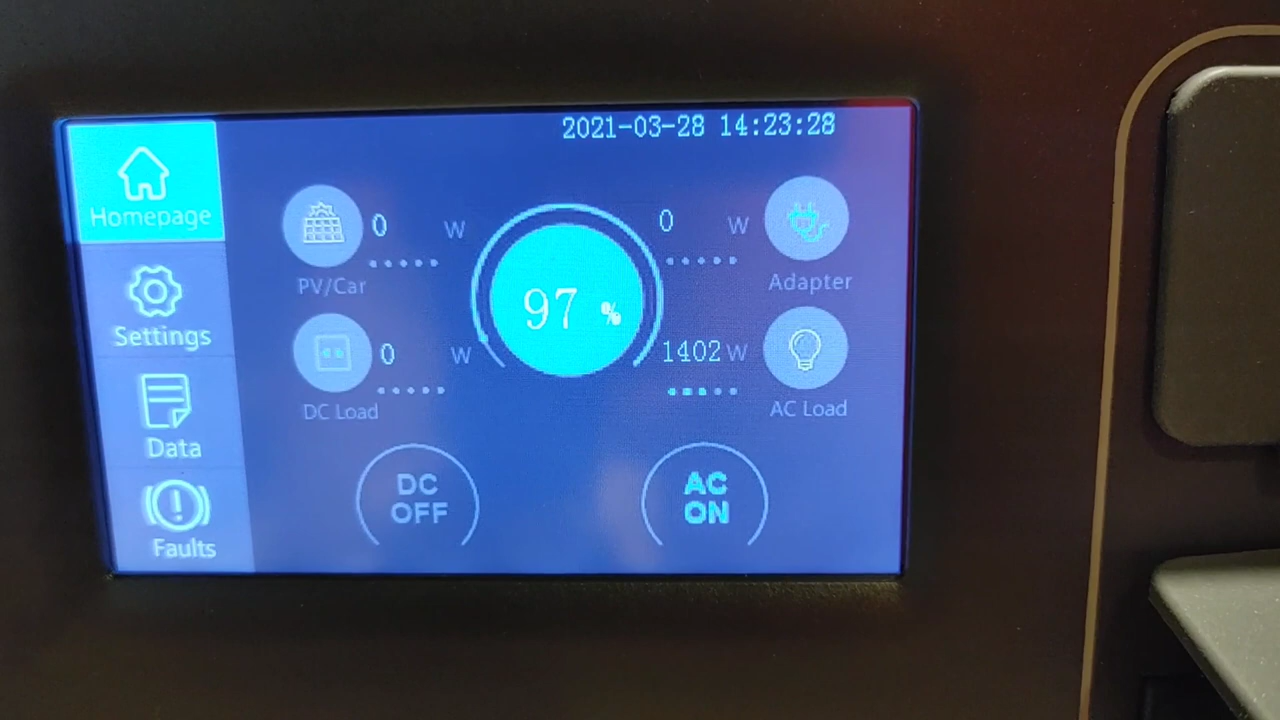 2021-03-28 14:23:28
Homepage
0 W
0 W
PV/Car
Adapter
97 %
Settings
0 W
1402 W
DC Load
AC Load
Data
DC
OFF
AC
ON
Faults